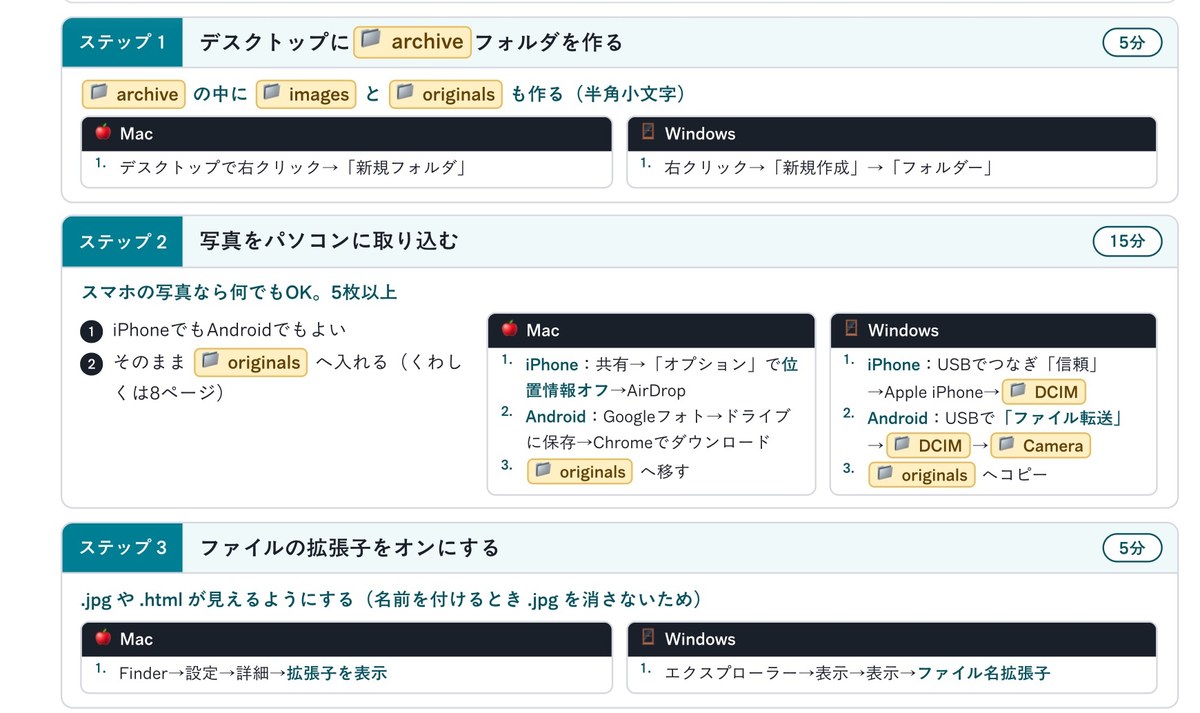 ステップ 1
デスクトップに archive フォルダを作る
5分
archive の中に images と originals も作る（半角小文字）
Mac
1. デスクトップで右クリック→「新規フォルダ」
Windows
1. 右クリック→「新規作成」→「フォルダー」
ステップ 2
写真をパソコンに取り込む
15分
スマホの写真なら何でもOK。5枚以上
1 iPhoneでもAndroidでもよい
2 そのまま originals へ入れる（くわし
くは8ページ）
Mac
1. iPhone：共有→「オプション」で位
置情報オフ→AirDrop
2. Android：Googleフォト→ドライブ
に保存→Chromeでダウンロード
3. originals へ移す
Windows
1. iPhone：USBでつなぎ「信頼」
→Apple iPhone→ DCIM
2. Android：USBで「ファイル転送」
→ DCIM → Camera
3. originals へコピー
ステップ 3
ファイルの拡張子をオンにする
5分
.jpg や .html が見えるようにする（名前を付けるとき .jpg を消さないため）
Mac
1. Finder→設定→詳細→拡張子を表示
Windows
1. エクスプローラー→表示→表示→ファイル名拡張子